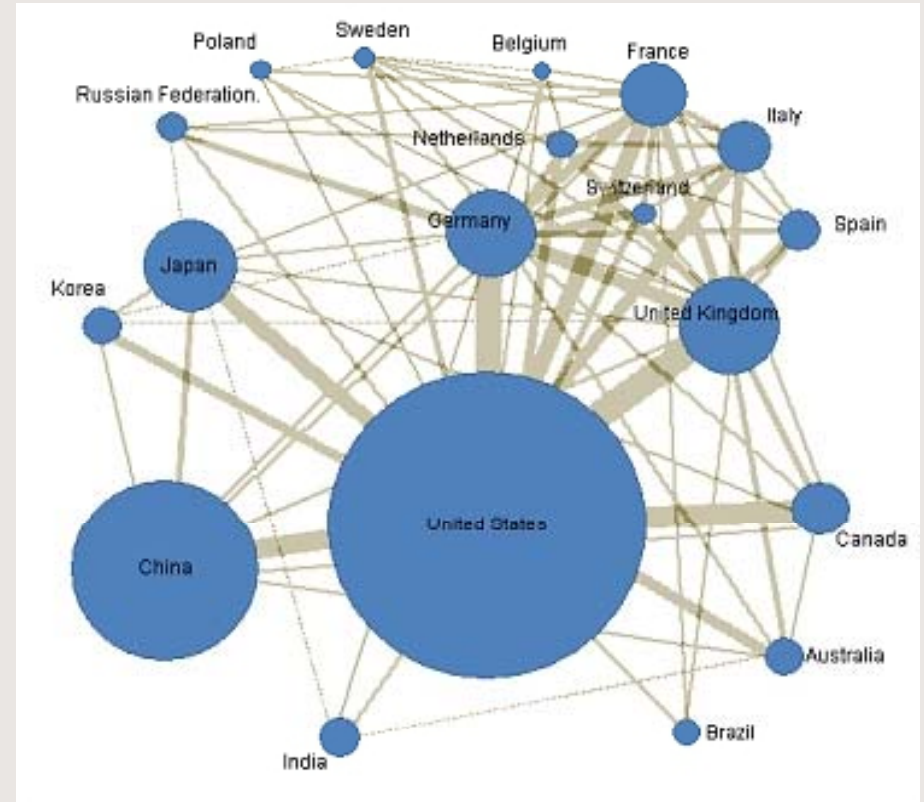 Sweden
Poland
Belgium
France
Russian Federation.
Italy
Netherlands
Switzerland
Germany
Spain
Japan
Korea
United Kingdom
United States
Canada
China
Australia
Brazil
India